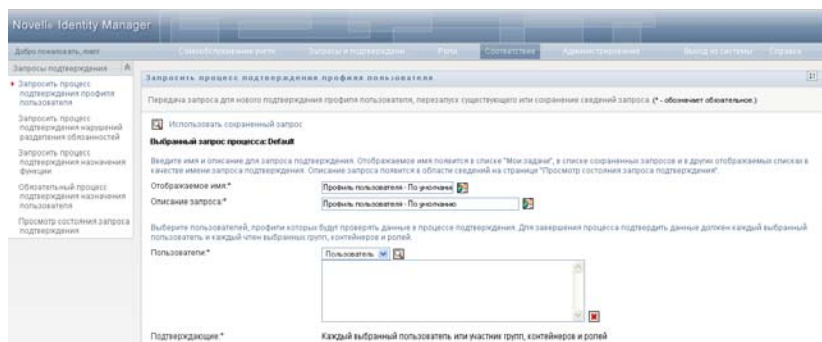 Novell® Identity Manager
Добро пожаловать,
Самообслуживание учета
Запросы и подтверждения
Роли
Соответствие
Администрирование
Выход из системы
Справка
Запросы подтверждения
Запросить процесс
подтверждения профиля
пользователя
Запросить процесс
подтверждения нарушений
разделения обязанностей
Запросить процесс
подтверждения назначения
функции
Обязательный процесс
подтверждения назначения
пользователя
Просмотр состояния запроса
подтверждения
Запросить процесс подтверждения профиля пользователя
Передача запроса для нового подтверждения профиля пользователя, перезапуск существующего или сохранение сведений запроса. (* - обозначает обязательное.)
Использовать сохраненный запрос
Выбранный запрос процесса: Default
Введите имя и описание для запроса подтверждения. Отображаемое имя появится в списке "Мои задачи", в списке сохраненных запросов и в других отображаемых списках в
качестве имени запроса подтверждения. Описание запроса появится в области сведений на странице "Просмотр состояния запроса подтверждения".
Отображаемое имя:*
Профиль пользователя - По умолчани
Описание запроса:*
Профиль пользователя - По умолчанию
Выберите пользователей, профили которых будут проверять данные в процессе подтверждения. Для завершения процесса подтвердить данные должен каждый выбранный
пользователь и каждый член выбранных групп, контейнеров и ролей.
Пользователи:*
Пользователь
Подтверждающие:*
Каждый выбранный пользователь или участник групп, контейнеров и ролей